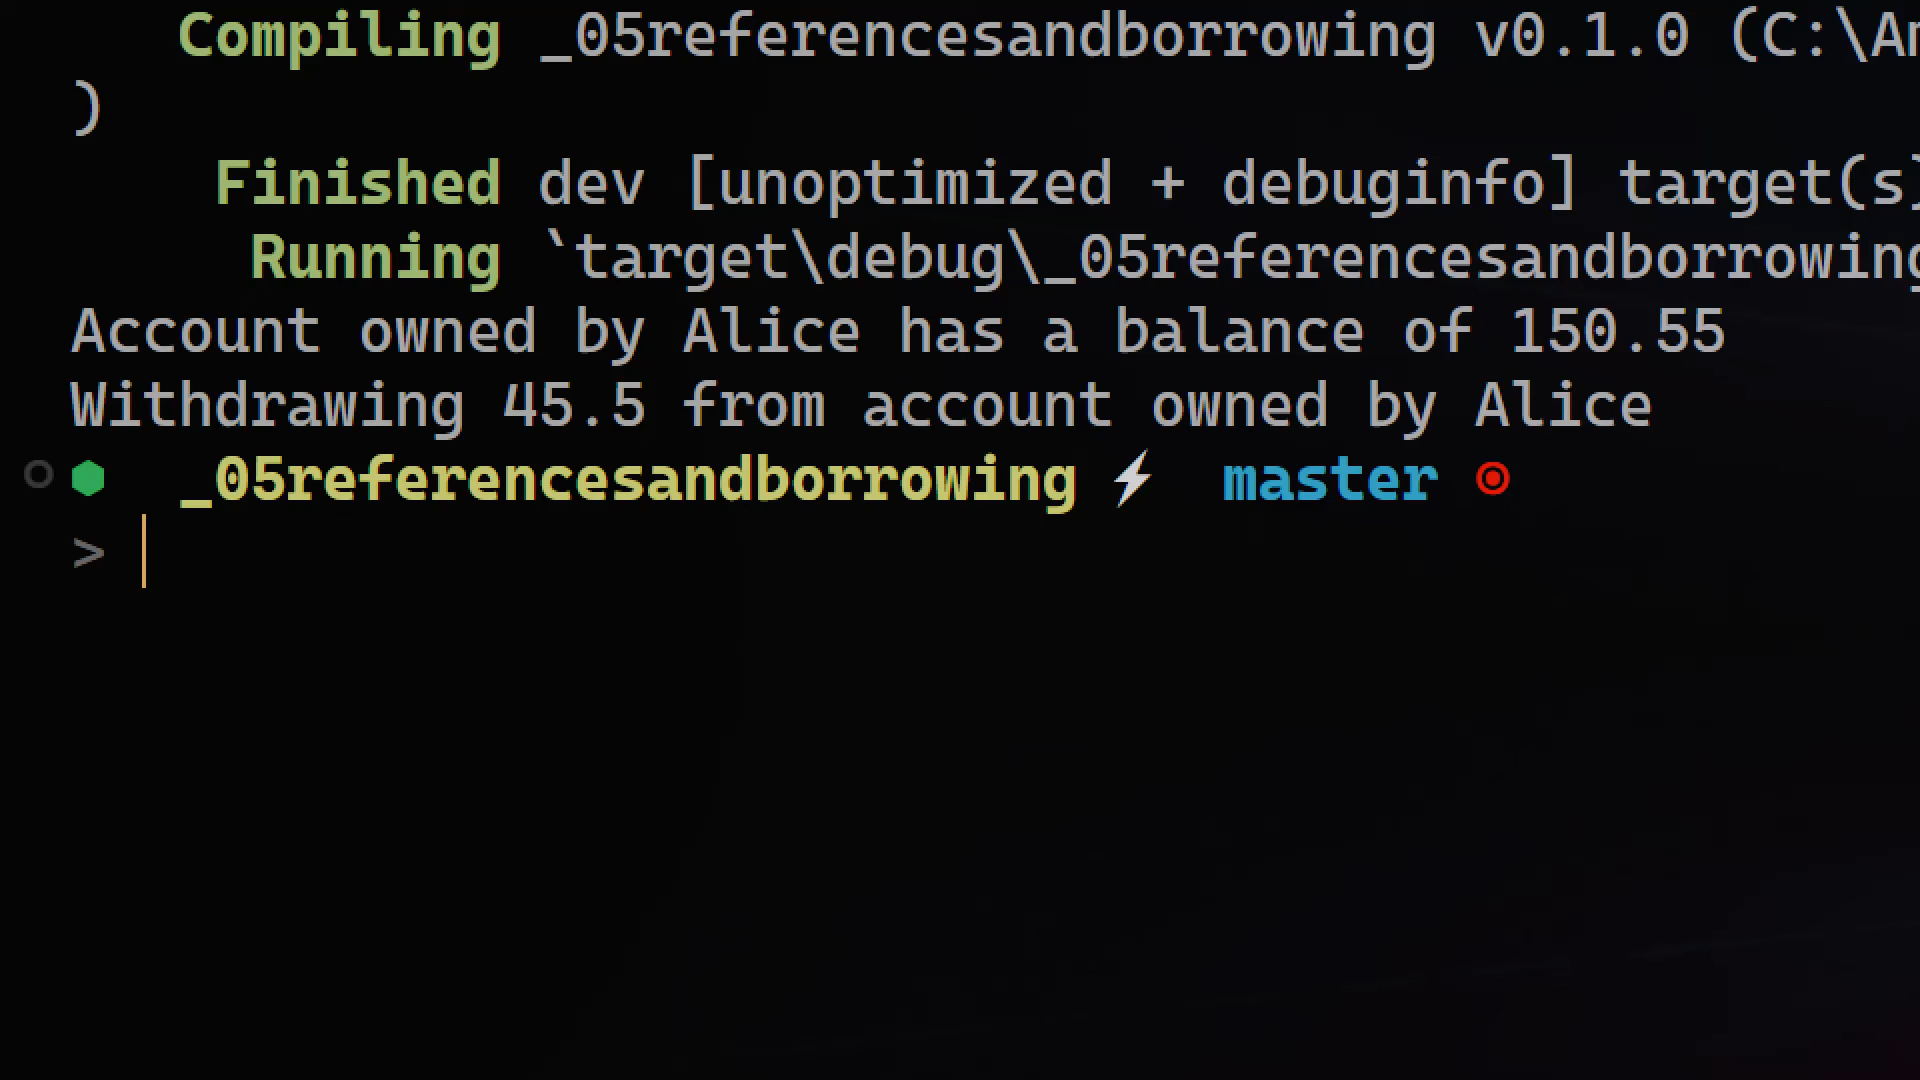 Compiling _05referencesandborrowing v0.1.0 (C:\An
)
Finished dev [unoptimized + debuginfo] target(s)
Running `target\debug\_05referencesandborrowing
Account owned by Alice has a balance of 150.55
Withdrawing 45.5 from account owned by Alice
_05referencesandborrowing ⚡ master
>